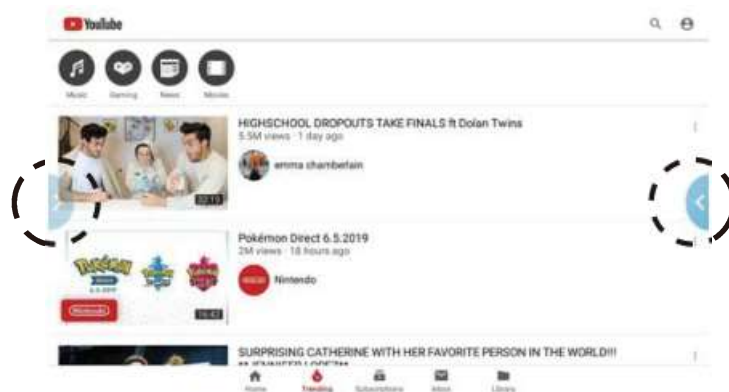 YouTube
Music Gaming News Movies
HIGHSCHOOL DROPOUTS TAKE FINALS ft Dolan Twins
5.5M views · 1 day ago
emma chamberlain
Pokémon Direct 6.5.2019
2M views · 18 hours ago
Nintendo
16:42
SURPRISING CATHERINE WITH HER FAVORITE PERSON IN THE WORLD!!!
Home Trending Subscriptions Inbox Library